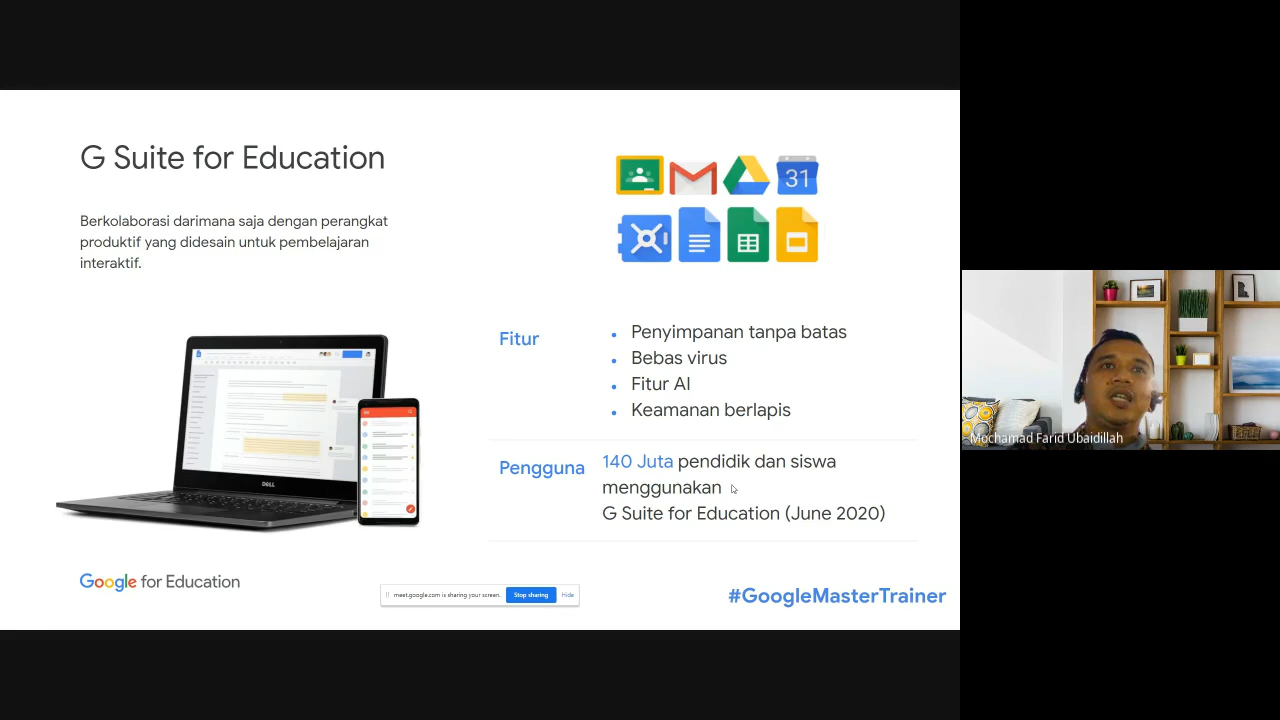 G Suite for Education
Berkolaborasi darimana saja dengan perangkat
produktif yang didesain untuk pembelajaran
interaktif.
31
Fitur
Penyimpanan tanpa batas
Bebas virus
Fitur AI
Keamanan berlapis
Pengguna
140 Juta pendidik dan siswa
menggunakan
G Suite for Education (June 2020)
DELL
Google for Education
meet.google.com is sharing your screen.
Stop sharing
Hide
#GoogleMasterTrainer
Mochamad Farid Ubaidillah